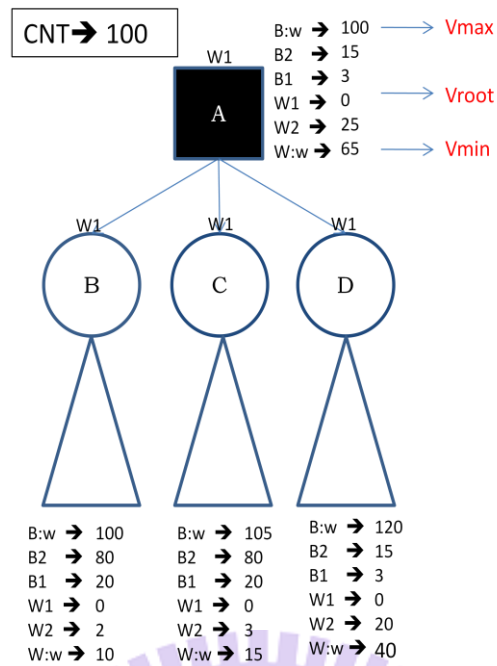 CNT➔ 100
B:w ➔ 100
Vmax
B2 ➔ 15
B1 ➔ 3
W1 ➔ 0
Vroot
W2 ➔ 25
W:w ➔ 65
Vmin
W1
A
W1
W1
W1
B
C
D
B:w ➔ 100
B2 ➔ 80
B1 ➔ 20
W1 ➔ 0
W2 ➔ 2
W:w ➔ 10
B:w ➔ 105
B2 ➔ 80
B1 ➔ 20
W1 ➔ 0
W2 ➔ 3
W:w ➔ 15
B:w ➔ 120
B2 ➔ 15
B1 ➔ 3
W1 ➔ 0
W2 ➔ 20
W:w ➔ 40